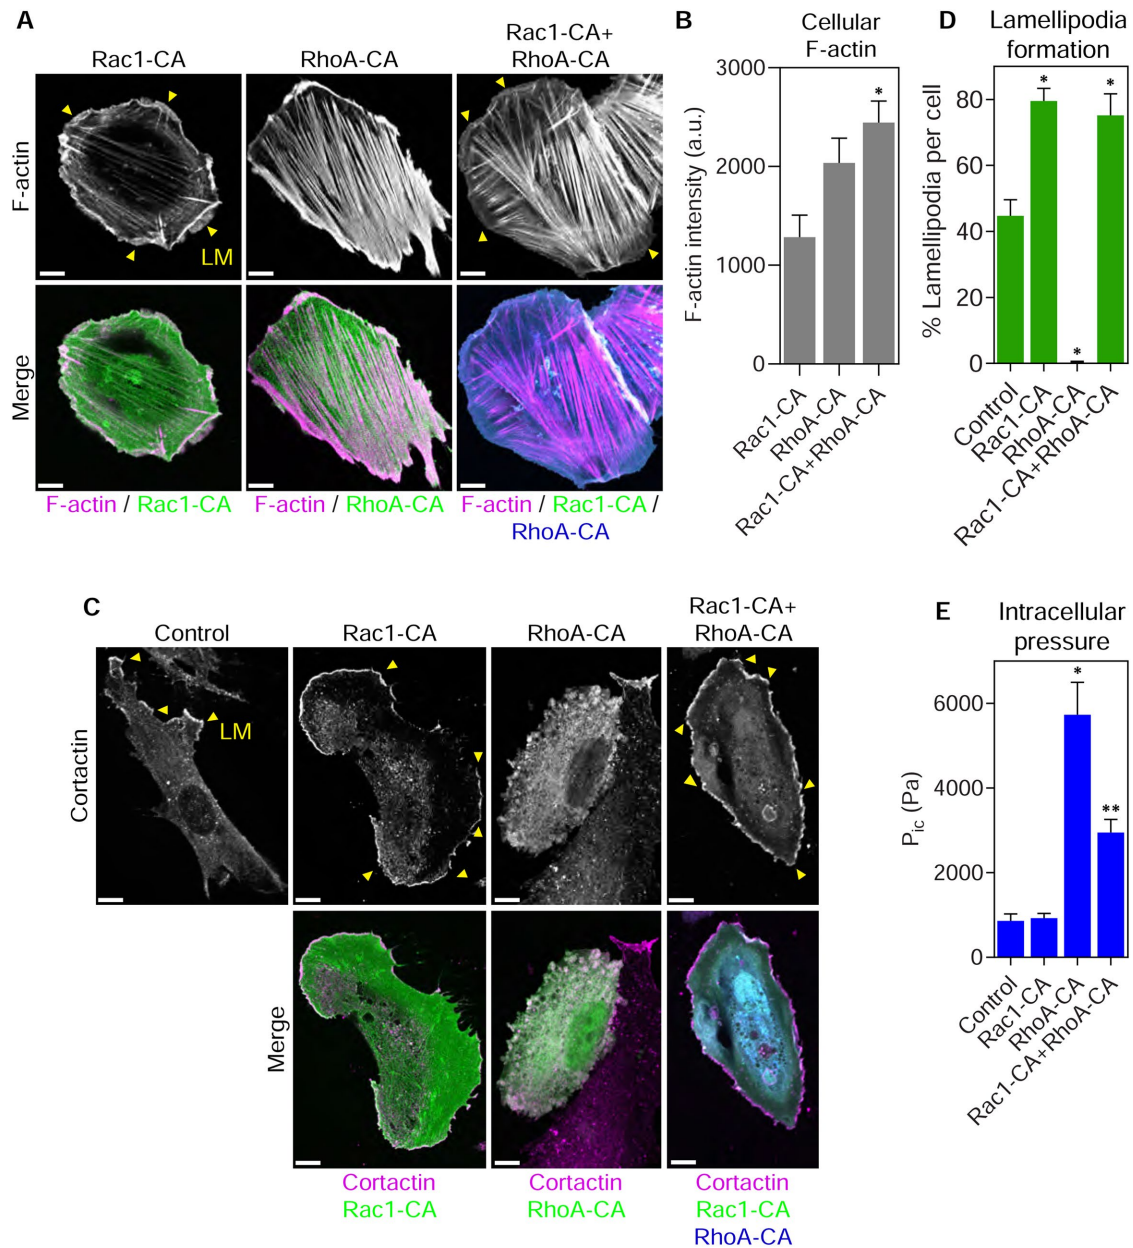 A
Rac1-CA
RhoA-CA
Rac1-CA+
RhoA-CA
F-actin
LM
Merge
F-actin / Rac1-CA
F-actin / RhoA-CA
F-actin / Rac1-CA /
RhoA-CA
B
Cellular
F-actin
F-actin intensity (a.u.)
3000
2000
1000
0
*
Rac1-CA
RhoA-CA
Rac1-CA+RhoA-CA
D
Lamellipodia
formation
% Lamellipodia per cell
80
60
40
20
0
*
*
*
Control
Rac1-CA
RhoA-CA
Rac1-CA+RhoA-CA
C
Control
Rac1-CA
RhoA-CA
Rac1-CA+
RhoA-CA
Cortactin
LM
Merge
Cortactin
Rac1-CA
Cortactin
RhoA-CA
Cortactin
Rac1-CA
RhoA-CA
E
Intracellular
pressure
Pic (Pa)
6000
4000
2000
0
*
**
Control
Rac1-CA
RhoA-CA
Rac1-CA+RhoA-CA